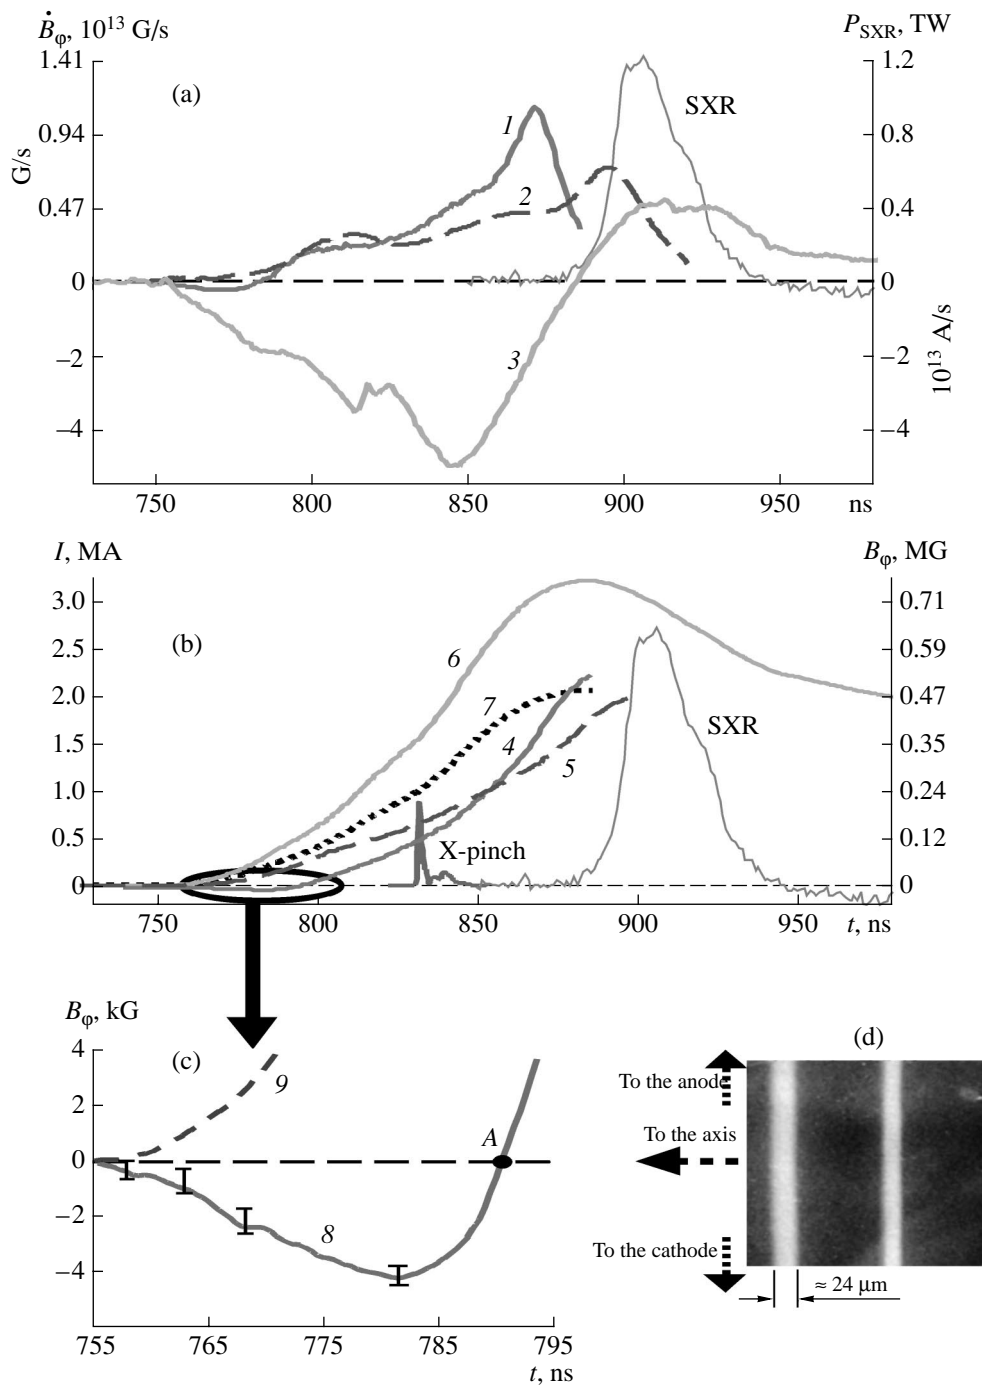 Ḃφ, 10¹³ G/s
P_SXR, TW
1.41
1.2
(a)
SXR
1
0.94
0.8
G/s
2
0.47
0.4
0
0
3
−2
−2
10¹³ A/s
−4
−4
750
800
850
900
950
ns
I, MA
Bφ, MG
3.0
0.71
(b)
6
2.5
0.59
7
2.0
0.47
4
SXR
5
1.5
0.35
1.0
0.24
X-pinch
0.5
0.12
0
0
750
800
850
900
950
t, ns
Bφ, kG
(d)
4
(c)
9
To the anode
2
A
To the axis
0
−2
8
To the cathode
−4
≈ 24 μm
755
765
775
785
795
t, ns